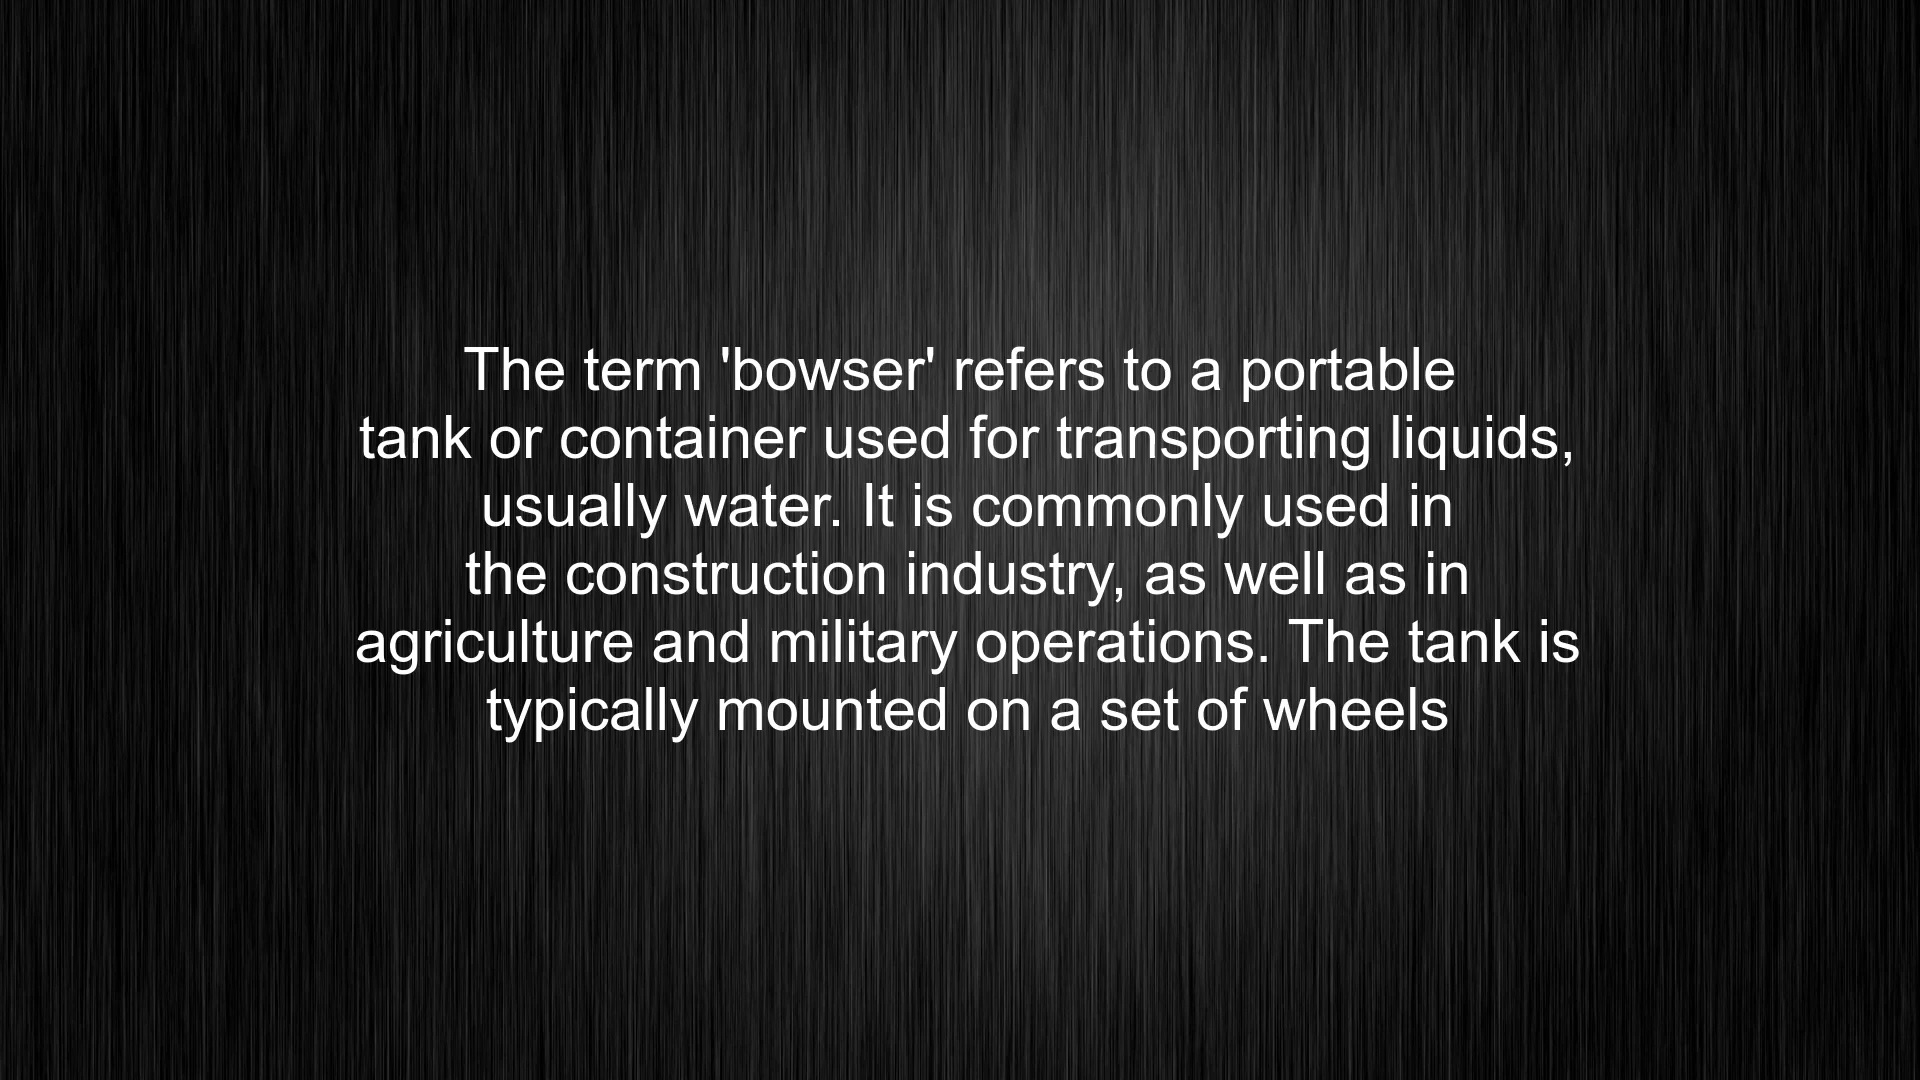 The term 'bowser' refers to a portable
tank or container used for transporting liquids,
usually water. It is commonly used in
the construction industry, as well as in
agriculture and military operations. The tank is
typically mounted on a set of wheels